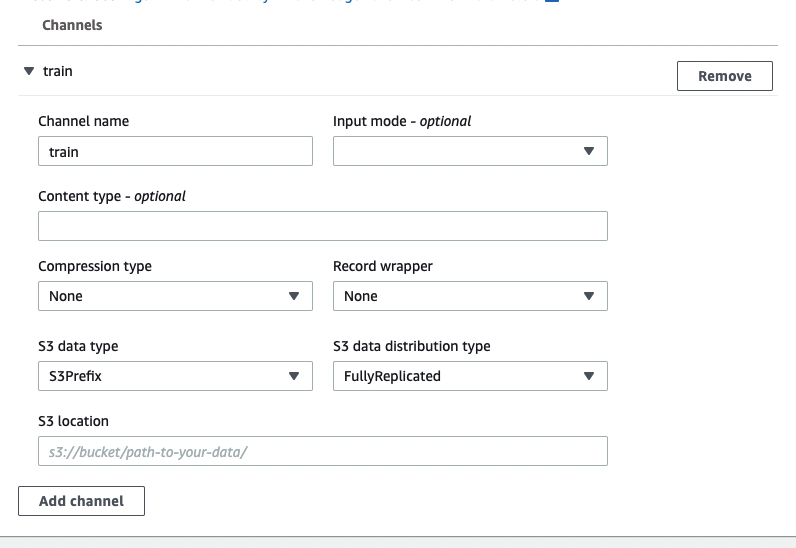 Channels
train
Remove
Channel name
Input mode - optional
train
Content type - optional
Compression type
Record wrapper
None
None
S3 data type
S3 data distribution type
S3Prefix
FullyReplicated
S3 location
s3://bucket/path-to-your-data/
Add channel